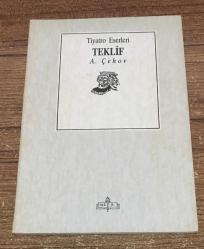 Tiyatro Eserleri
TEKLİF
A. Çehov